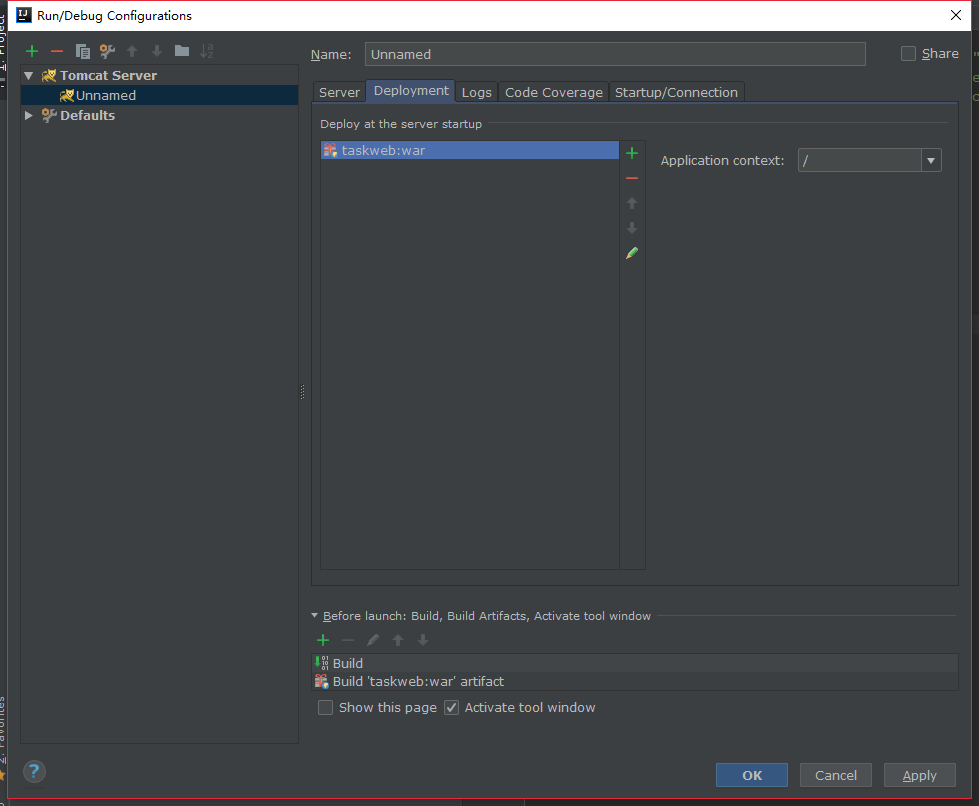 Run/Debug Configurations
Name: Unnamed
Share
Tomcat Server
Unnamed
Defaults
Server Deployment Logs Code Coverage Startup/Connection
Deploy at the server startup
taskweb:war
Application context: /
Before launch: Build, Build Artifacts, Activate tool window
Build
Build 'taskweb:war' artifact
Show this page Activate tool window
? OK Cancel Apply